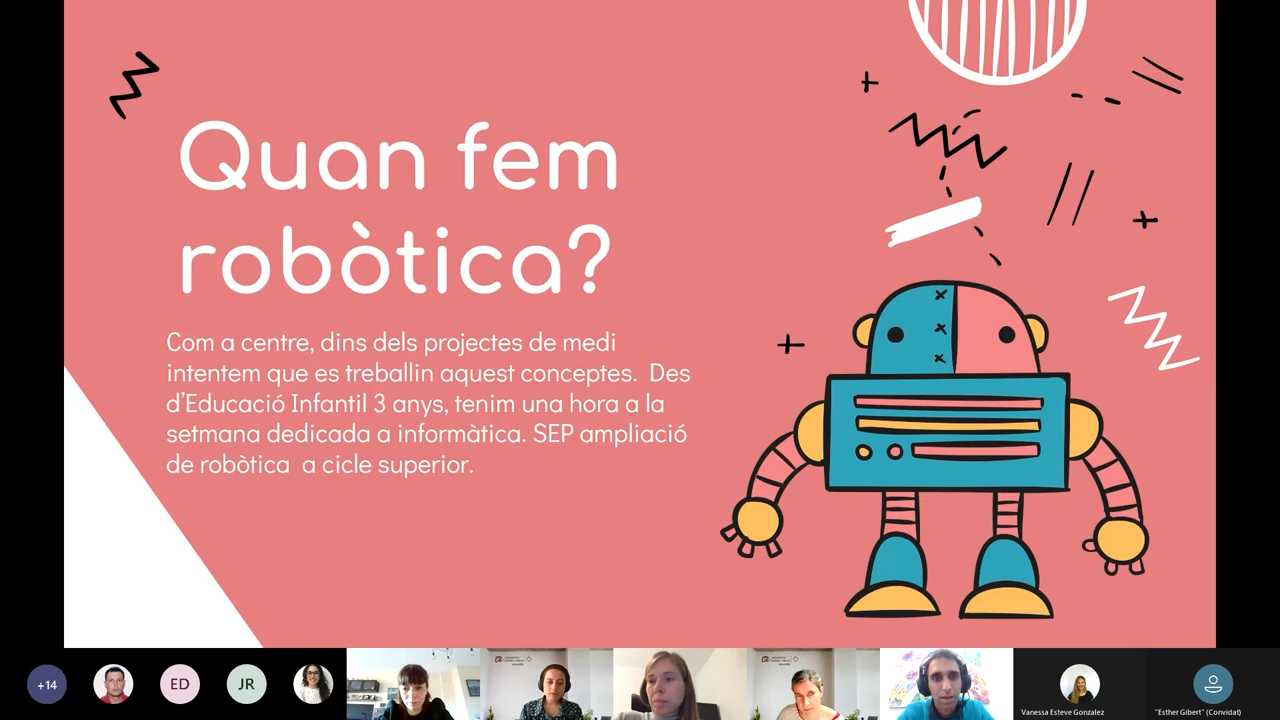 Quan fem
robòtica?
Com a centre, dins dels projectes de medi
intentem que es treballin aquest conceptes. Des
d'Educació Infantil 3 anys, tenim una hora a la
setmana dedicada a informàtica. SEP ampliació
de robòtica a cicle superior.
+14
ED
JR
Vanessa Esteve Gonzalez
"Esther Gibert" (Convidat)